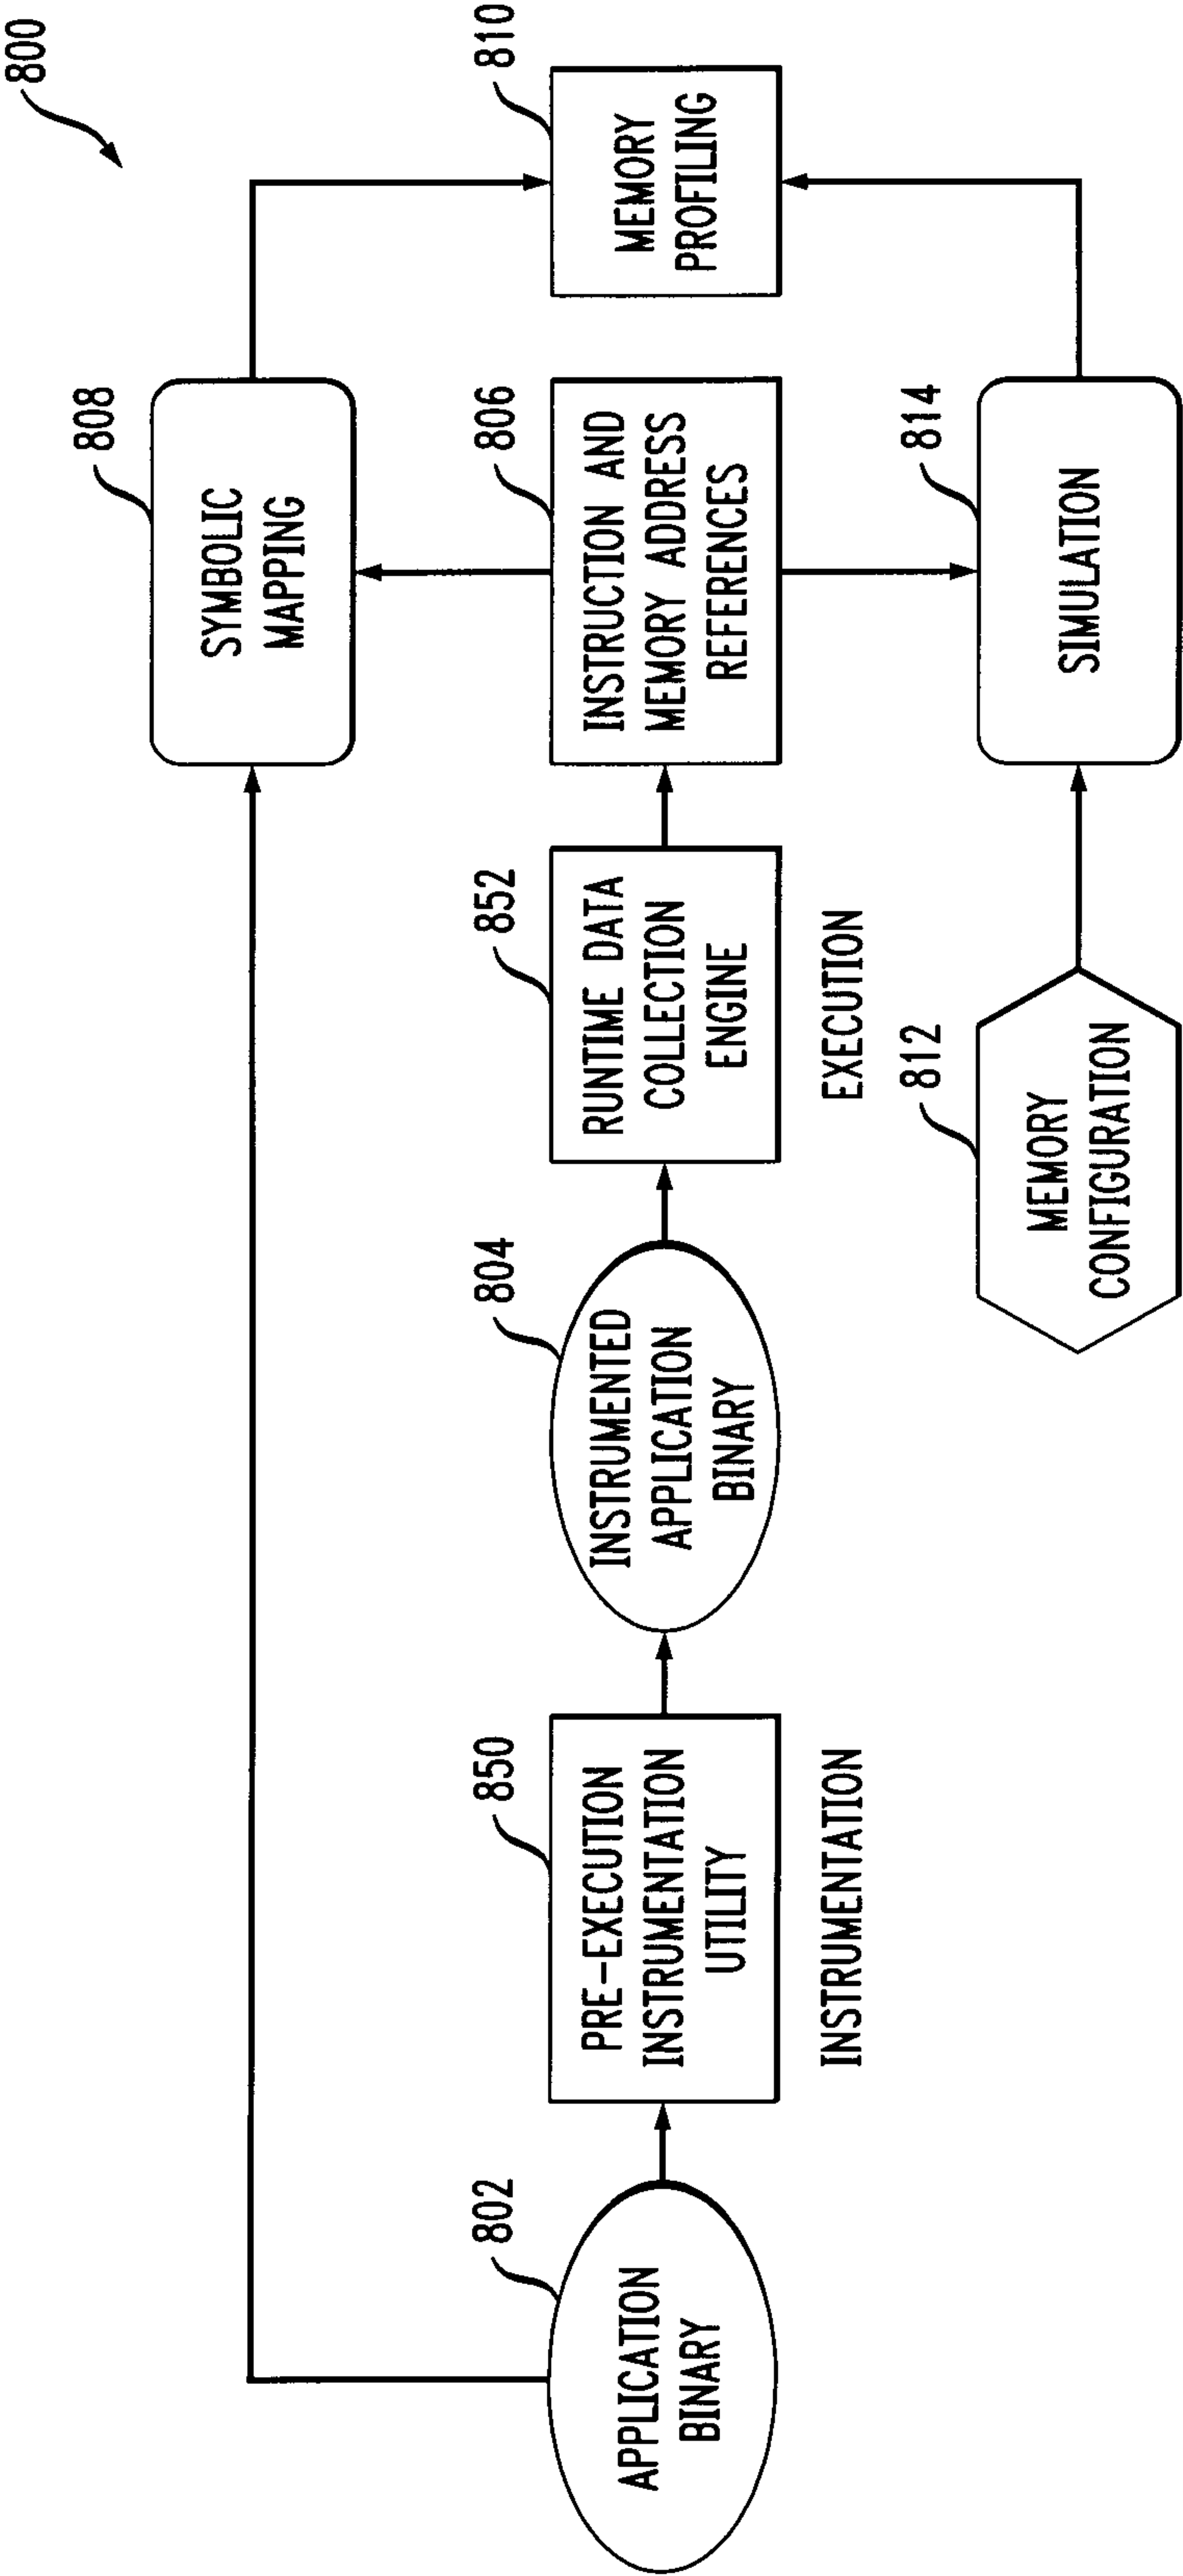 800
808
SYMBOLIC
MAPPING
802
APPLICATION
BINARY
850
PRE-EXECUTION
INSTRUMENTATION
UTILITY
INSTRUMENTATION
804
INSTRUMENTED
APPLICATION
BINARY
852
RUNTIME DATA
COLLECTION
ENGINE
EXECUTION
806
INSTRUCTION AND
MEMORY ADDRESS
REFERENCES
810
MEMORY
PROFILING
812
MEMORY
CONFIGURATION
814
SIMULATION